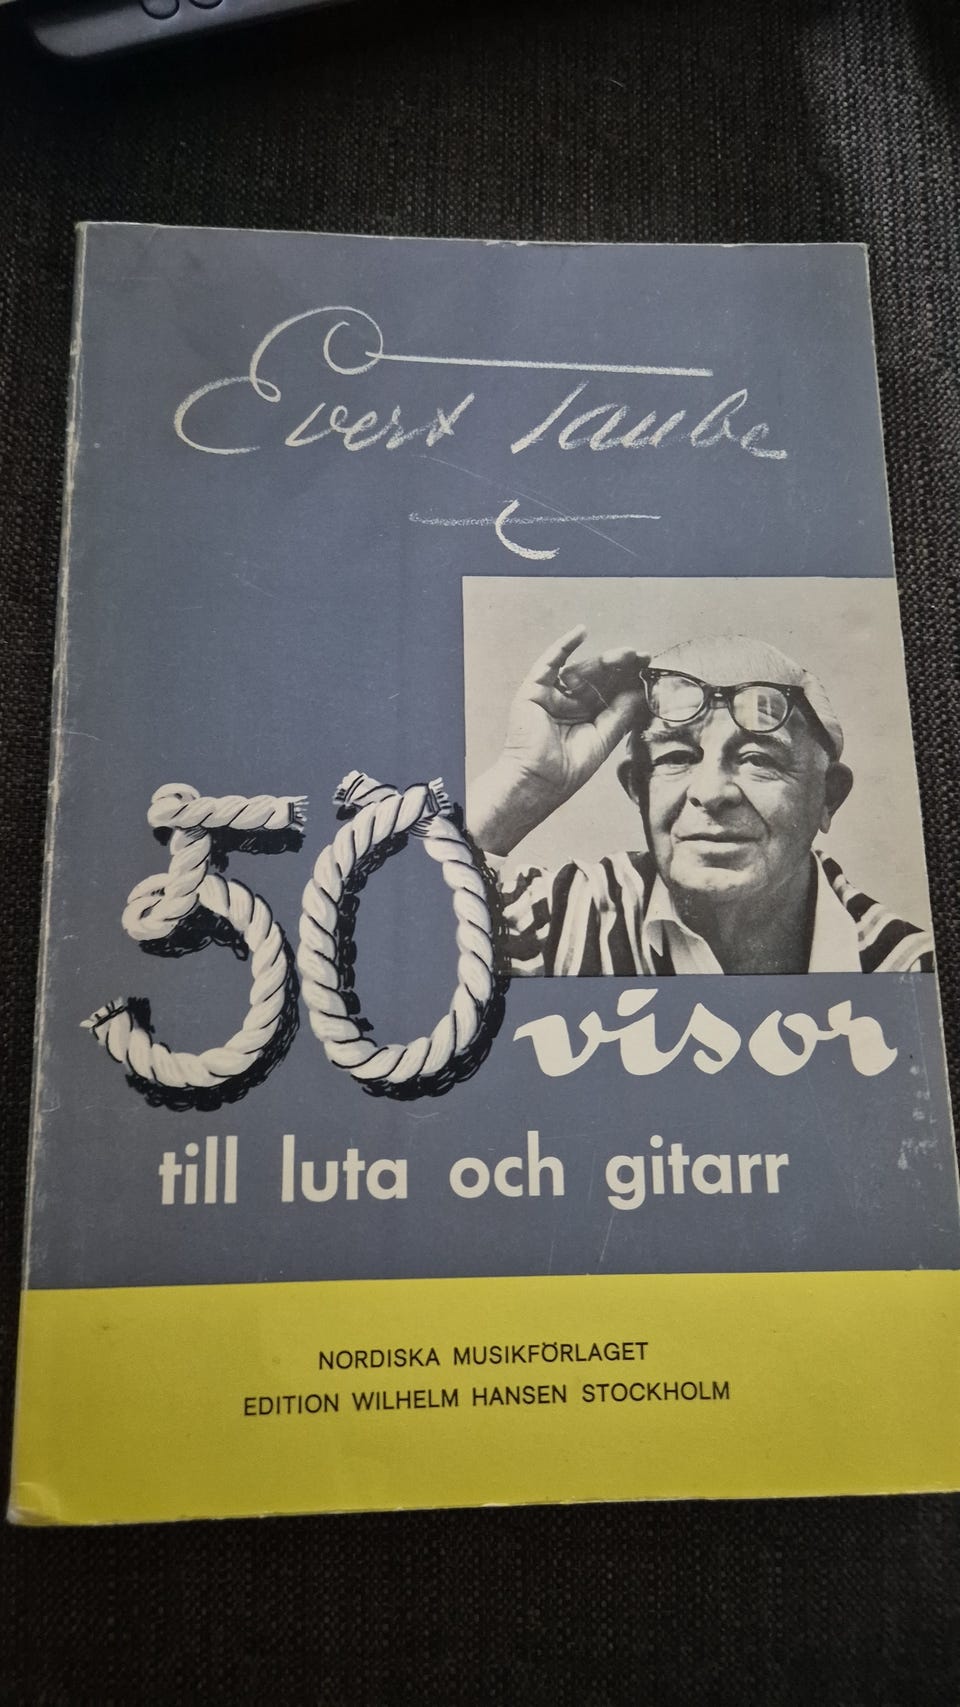 Evert Taube
50 visor
till luta och gitarr
NORDISKA MUSIKFÖRLAGET
EDITION WILHELM HANSEN STOCKHOLM